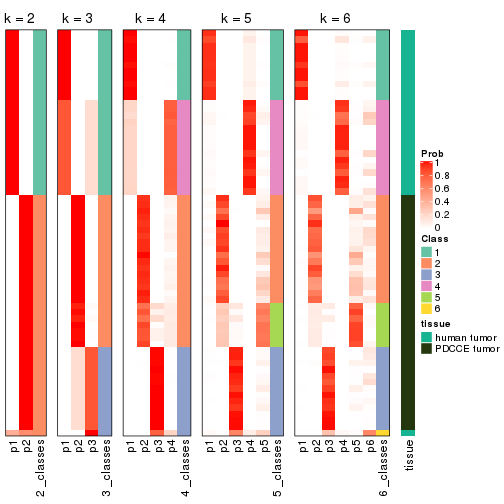 k = 2 k = 3 k = 4 k = 5 k = 6
Prob
1
0.8
0.6
0.4
0.2
0
Class
1
2
3
4
5
6
tissue
human tumor
PDCCE tumor
p1 p2 2_classes p1 p2 p3 3_classes p1 p2 p3 p4 4_classes p1 p2 p3 p4 p5 5_classes p1 p2 p3 p4 p5 p6 6_classes tissue